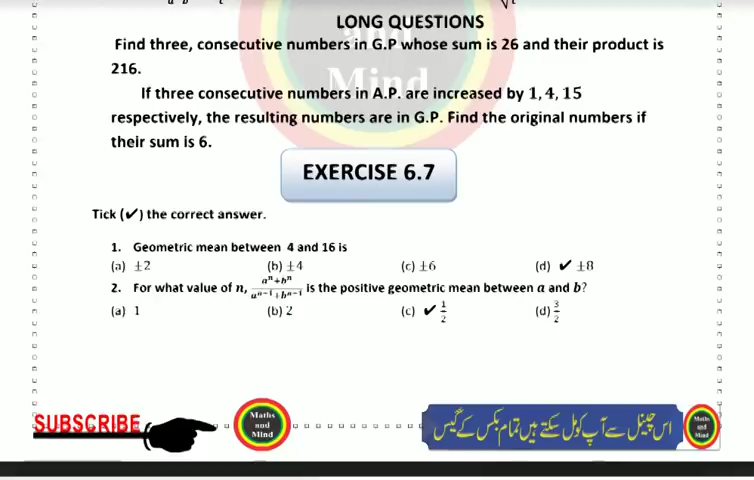 LONG QUESTIONS
Find three, consecutive numbers in G.P whose sum is 26 and their product is
216.
If three consecutive numbers in A.P. are increased by 1, 4, 15
respectively, the resulting numbers are in G.P. Find the original numbers if
their sum is 6.
EXERCISE 6.7
Tick (✔) the correct answer.
1. Geometric mean between 4 and 16 is
(a) ±2 (b) ±4 (c) ±6 (d) ✔ ±8
2. For what value of n, (aⁿ+bⁿ)/(aⁿ⁻¹+bⁿ⁻¹) is the positive geometric mean between a and b?
(a) 1 (b) 2 (c) ✔ 1/2 (d) 3/2
SUBSCRIBE
Maths
and
Mind
اس چینل سے آپ کو مل سکتے ہیں تمام بکس کے گیس
Maths
and
Mind